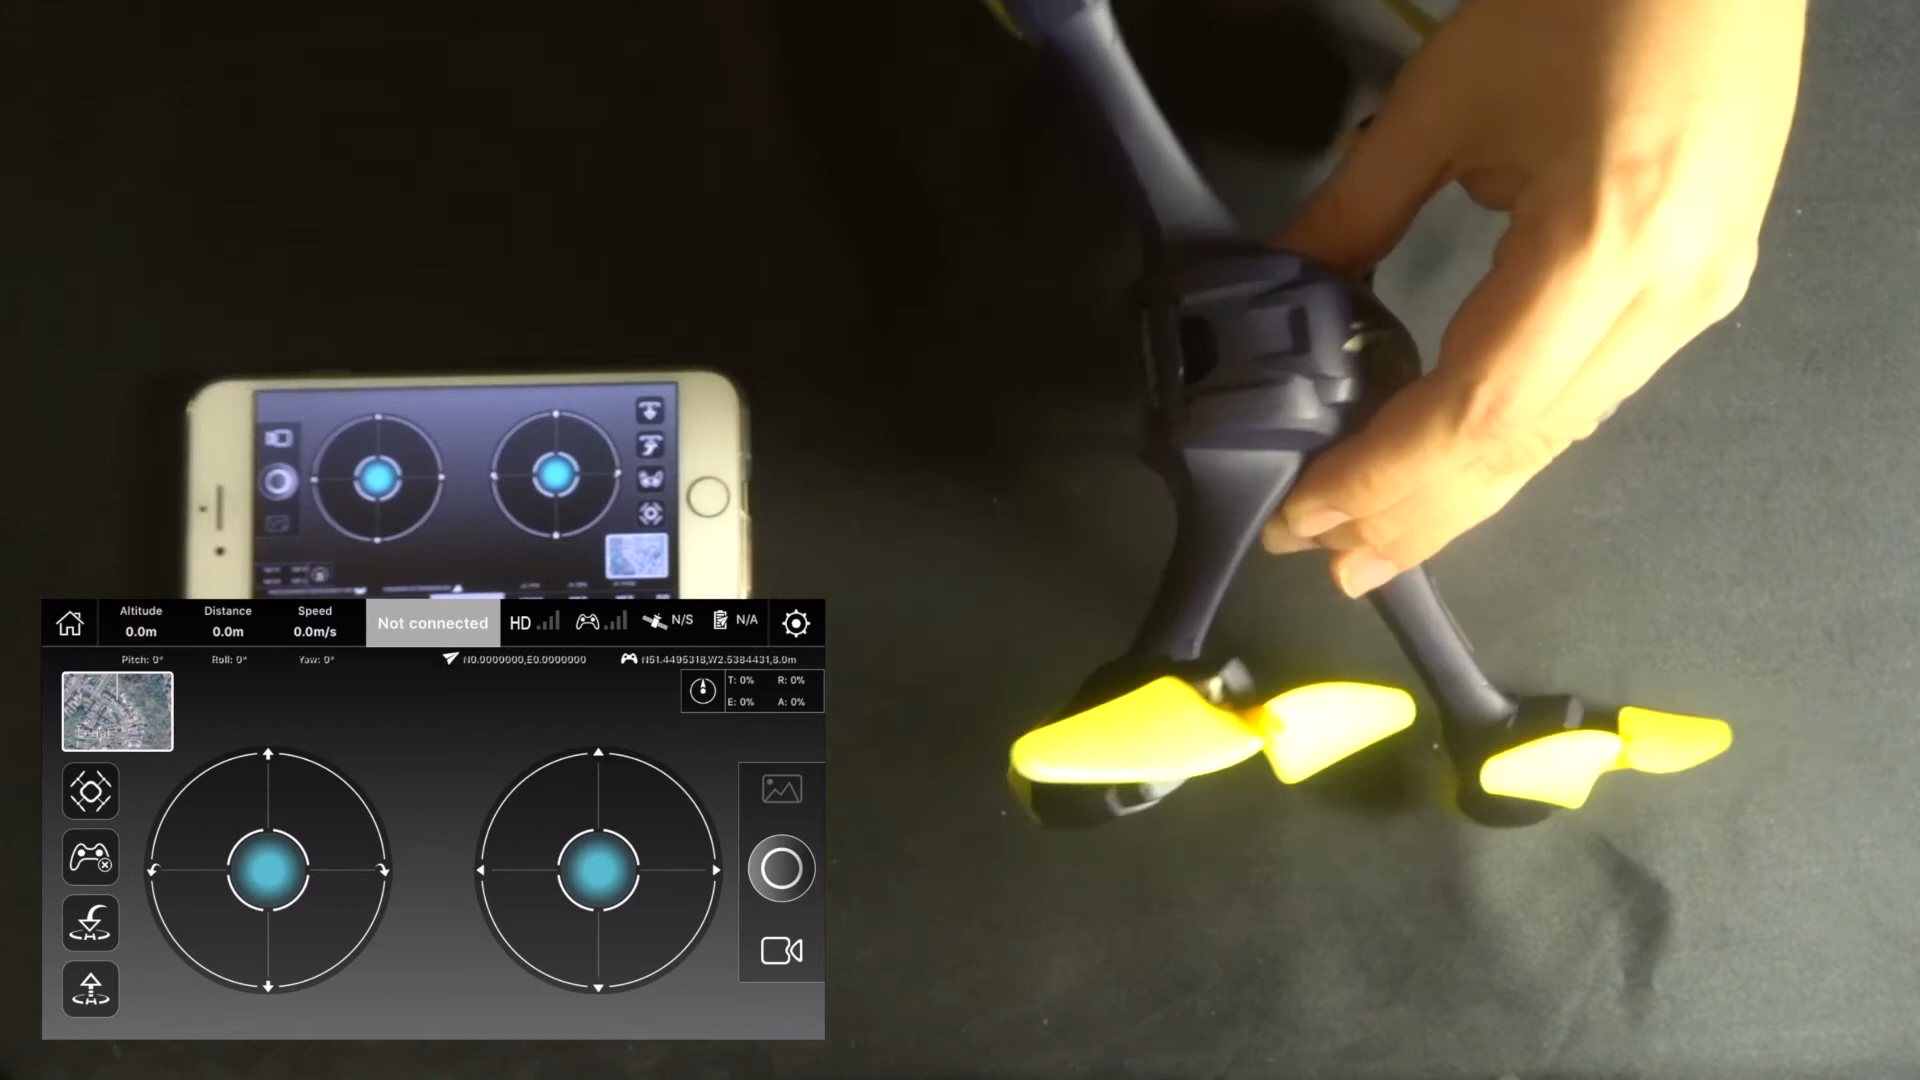 Altitude Distance Speed
0.0m 0.0m 0.0m/s Not connected HD N/S N/A
Pitch: 0° Roll: 0° Yaw: 0° N0.0000000,E0.0000000 N51.4495318,W2.5384431,8.0m
T: 0% R: 0%
E: 0% A: 0%
Legal